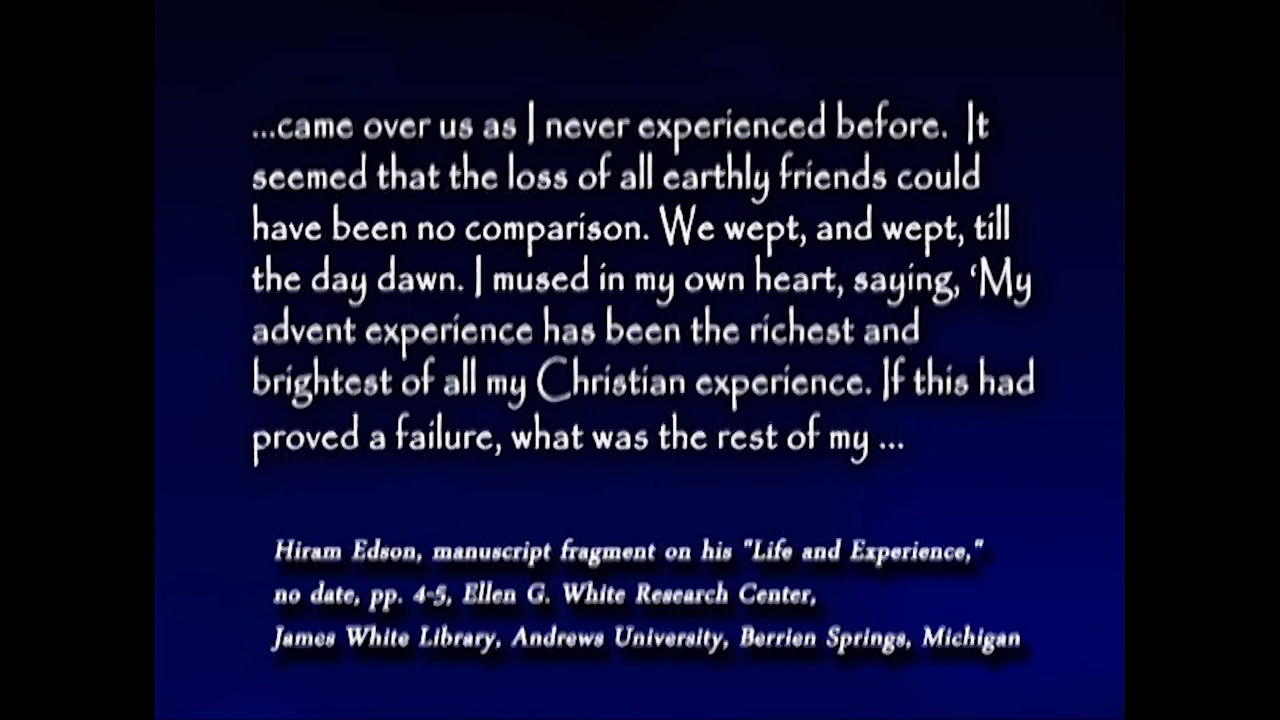 ...came over us as I never experienced before.  It
seemed that the loss of all earthly friends could
have been no comparison. We wept, and wept, till
the day dawn. I mused in my own heart, saying, ‘My
advent experience has been the richest and
brightest of all my Christian experience. If this had
proved a failure, what was the rest of my ...
Hiram Edson, manuscript fragment on his "Life and Experience,"
no date, pp. 4-5, Ellen G. White Research Center,
James White Library, Andrews University, Berrien Springs, Michigan